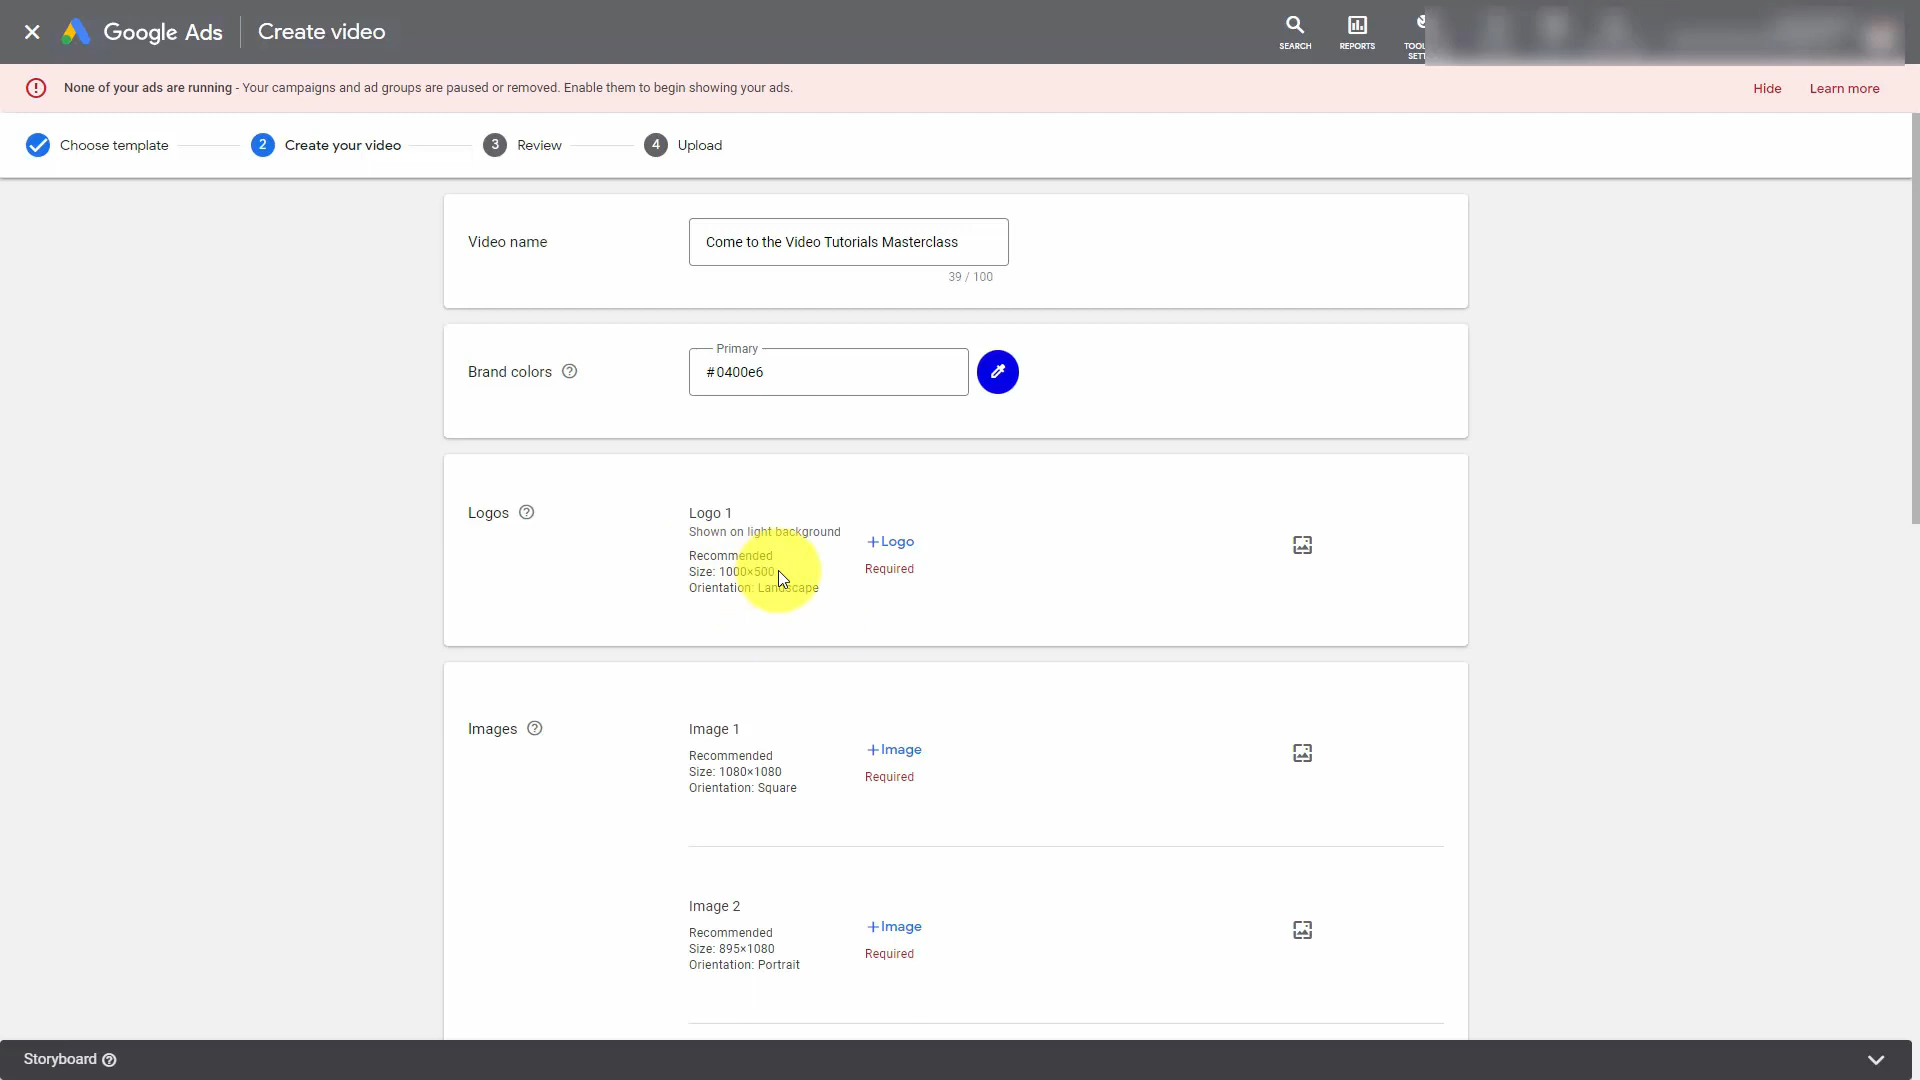 Google Ads
Create video
SEARCH
REPORTS
TOOL
SETT
None of your ads are running - Your campaigns and ad groups are paused or removed. Enable them to begin showing your ads.
Hide
Learn more
Choose template
2
Create your video
3
Review
4
Upload
Video name
Come to the Video Tutorials Masterclass
39 / 100
Brand colors
Primary
#0400e6
Logos
Logo 1
Shown on light background
Recommended
Size: 1000×500
Orientation: Landscape
+Logo
Required
Images
Image 1
Recommended
Size: 1080×1080
Orientation: Square
+Image
Required
Image 2
Recommended
Size: 895×1080
Orientation: Portrait
+Image
Required
Storyboard